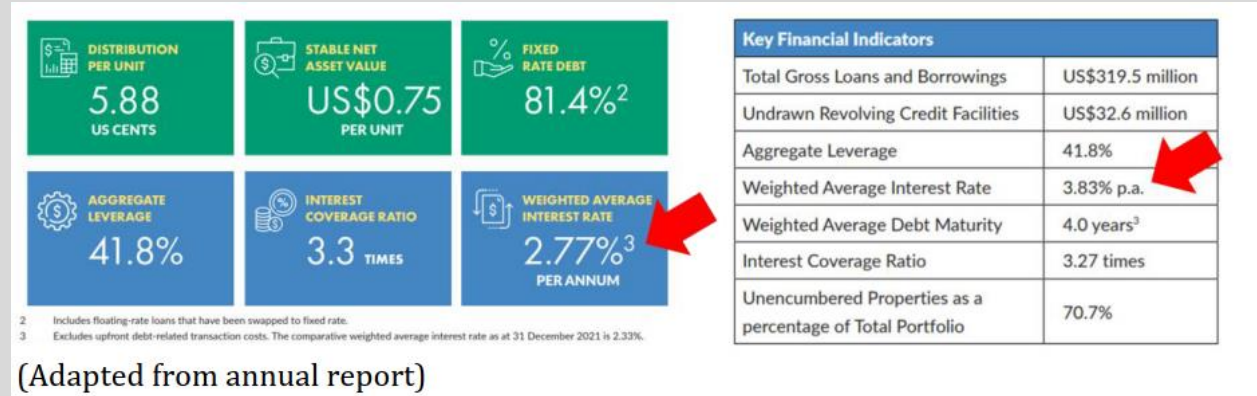 DISTRIBUTION
PER UNIT
5.88
US CENTS
STABLE NET
ASSET VALUE
US$0.75
PER UNIT
FIXED
RATE DEBT
81.4%²
AGGREGATE
LEVERAGE
41.8%
INTEREST
COVERAGE RATIO
3.3 TIMES
WEIGHTED AVERAGE
INTEREST RATE
2.77%³
PER ANNUM
2 Includes floating-rate loans that have been swapped to fixed rate.
3 Excludes upfront debt-related transaction costs. The comparative weighted average interest rate as at 31 December 2021 is 2.33%.
Key Financial Indicators
Total Gross Loans and Borrowings US$319.5 million
Undrawn Revolving Credit Facilities US$32.6 million
Aggregate Leverage 41.8%
Weighted Average Interest Rate 3.83% p.a.
Weighted Average Debt Maturity 4.0 years³
Interest Coverage Ratio 3.27 times
Unencumbered Properties as a
percentage of Total Portfolio 70.7%
(Adapted from annual report)